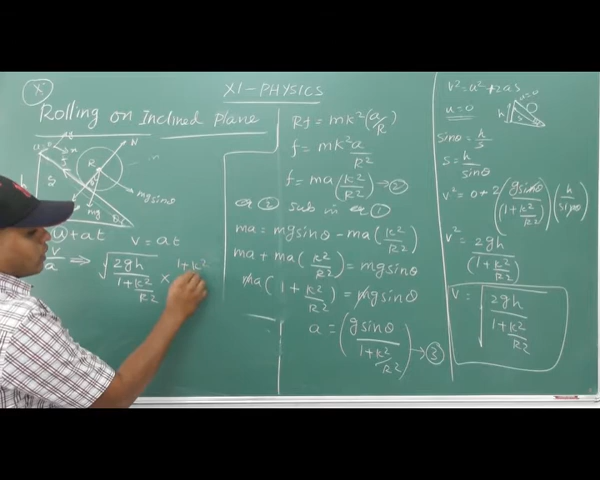 X
XI-PHYSICS
Rolling on Inclined Plane
N
R
mg sinθ
mg
u + at
v = at
⇒ √(2gh / (1+k²/R²)) × 1+k²
Rf = mk²(a/R)
f = mk²a / R²
f = ma(k²/R²) → ②
② sub in ①
ma = mg sinθ - ma(k²/R²)
ma + ma(k²/R²) = mg sinθ
ma(1 + k²/R²) = mg sinθ
a = (g sinθ / (1+k²/R²)) → ③
v² = u² + 2as
u = 0
u=0
h
sinθ = h/s
s = h/sinθ
v² = 0 + 2(g sinθ / (1+k²/R²))(h/sinθ)
v² = 2gh / (1+k²/R²)
v = √(2gh / (1+k²/R²))